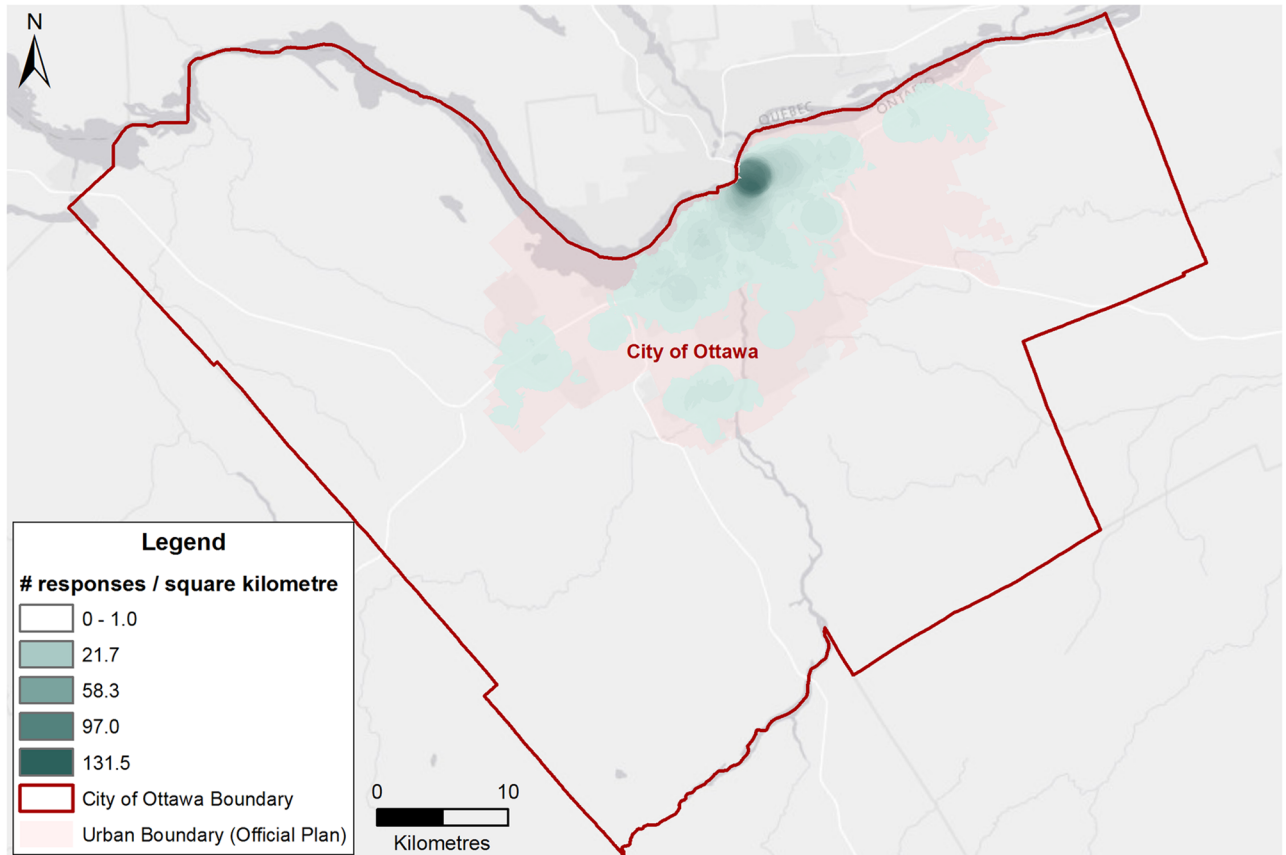 N
QUÉBEC
ONTARIO
City of Ottawa
Legend
# responses / square kilometre
0 - 1.0
21.7
58.3
97.0
131.5
City of Ottawa Boundary
Urban Boundary (Official Plan)
0 10
Kilometres